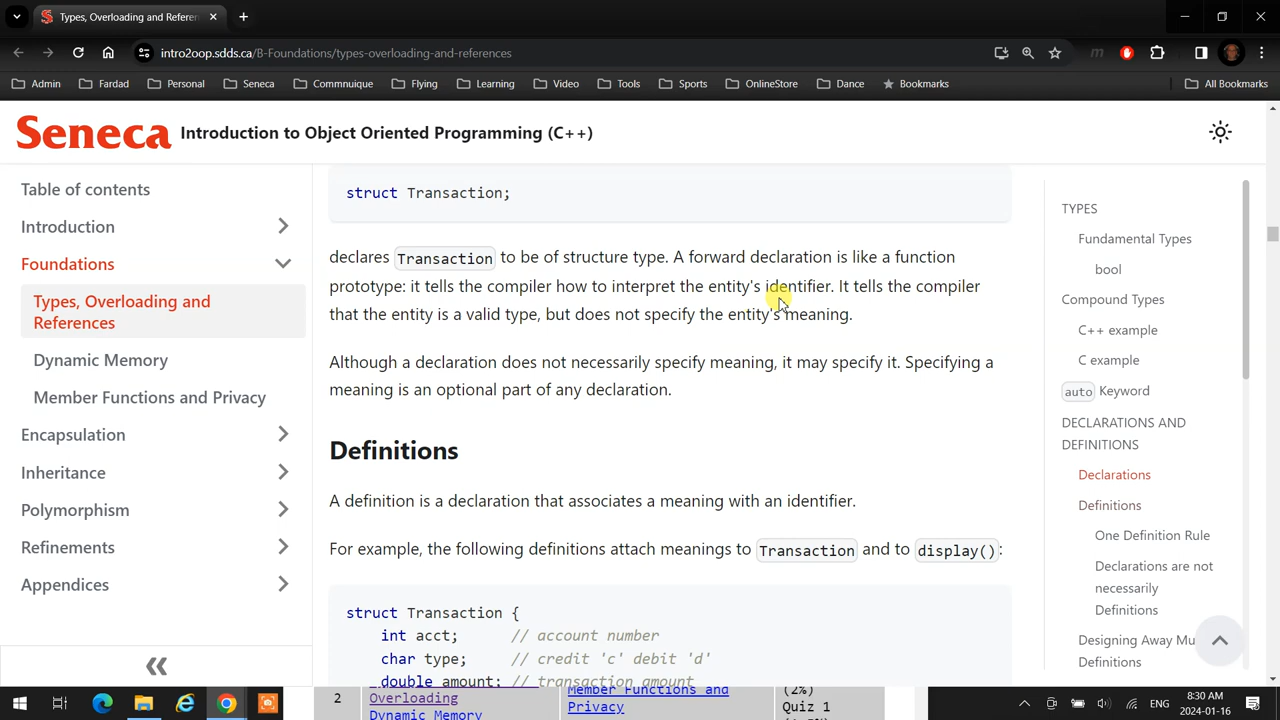 Types, Overloading and Referen
intro2oop.sdds.ca/B-Foundations/types-overloading-and-references
Admin Fardad Personal Seneca Commnuique Flying Learning Video Tools Sports OnlineStore Dance Bookmarks All Bookmarks
Seneca Introduction to Object Oriented Programming (C++)
Table of contents
Introduction
Foundations
Types, Overloading and
References
Dynamic Memory
Member Functions and Privacy
Encapsulation
Inheritance
Polymorphism
Refinements
Appendices
struct Transaction;
declares Transaction to be of structure type. A forward declaration is like a function
prototype: it tells the compiler how to interpret the entity's identifier. It tells the compiler
that the entity is a valid type, but does not specify the entity's meaning.
Although a declaration does not necessarily specify meaning, it may specify it. Specifying a
meaning is an optional part of any declaration.
Definitions
A definition is a declaration that associates a meaning with an identifier.
For example, the following definitions attach meanings to Transaction and to display():
struct Transaction {
int acct; // account number
char type; // credit 'c' debit 'd'
double amount; // transaction amount
TYPES
Fundamental Types
bool
Compound Types
C++ example
C example
auto Keyword
DECLARATIONS AND
DEFINITIONS
Declarations
Definitions
One Definition Rule
Declarations are not
necessarily
Definitions
Designing Away Mu
Definitions
2 Overloading
Dynamic Memory
Member Functions and
Privacy
(2%)
Quiz 1
ENG
8:30 AM
2024-01-16